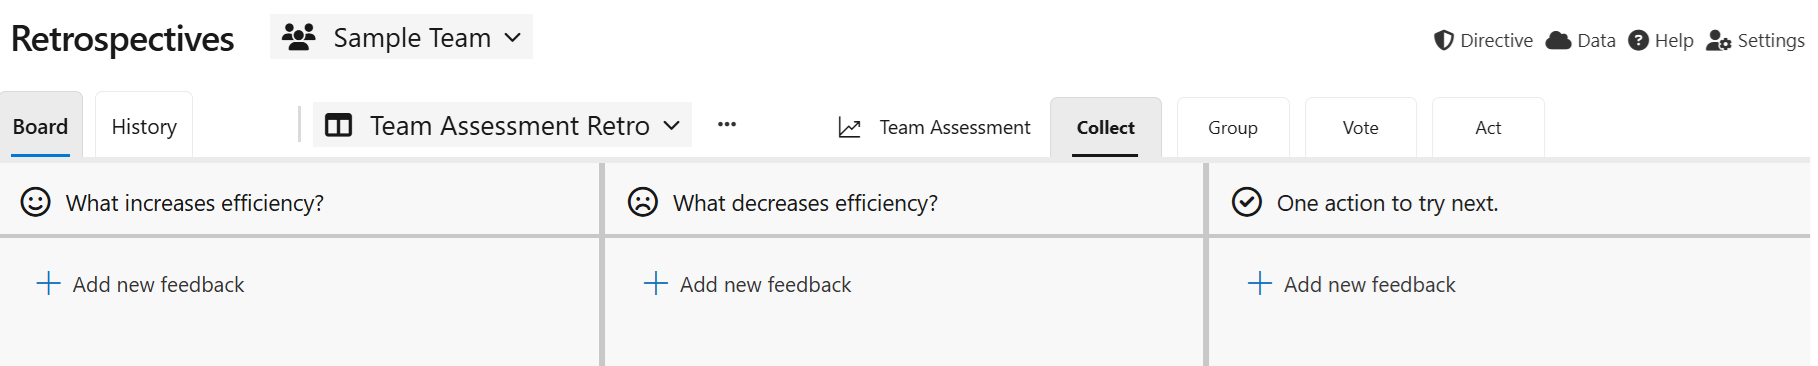 Retrospectives
Sample Team
Directive
Data
Help
Settings
Board
History
Team Assessment Retro
Team Assessment
Collect
Group
Vote
Act
What increases efficiency?
What decreases efficiency?
One action to try next.
Add new feedback
Add new feedback
Add new feedback